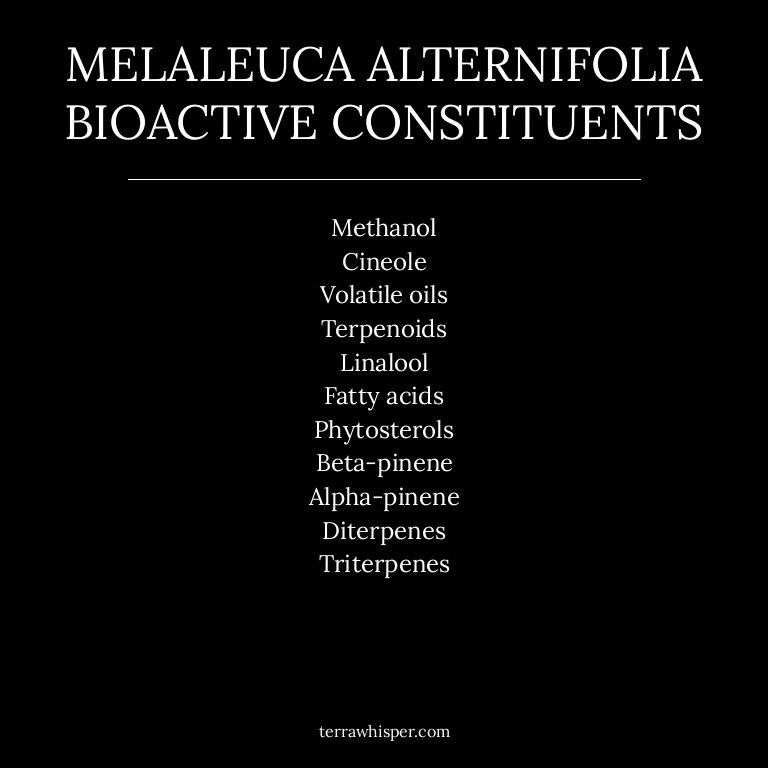 MELALEUCA ALTERNIFOLIA
BIOACTIVE CONSTITUENTS
Methanol
Cineole
Volatile oils
Terpenoids
Linalool
Fatty acids
Phytosterols
Beta-pinene
Alpha-pinene
Diterpenes
Triterpenes
terrawhisper.com